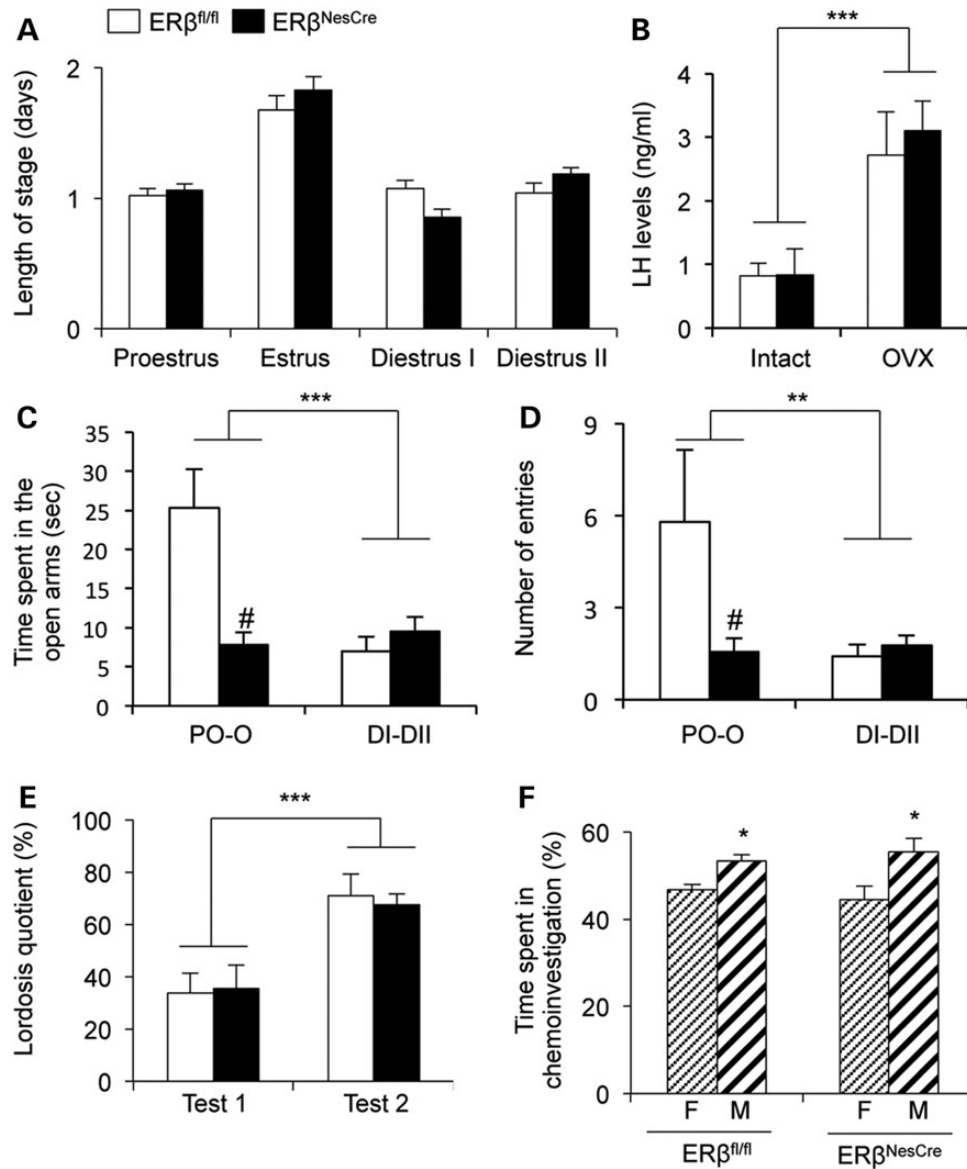 A
ERβfl/fl
ERβNesCre
Length of stage (days)
2
1
0
Proestrus
Estrus
Diestrus I
Diestrus II
B
***
LH levels (ng/ml)
4
3
2
1
0
Intact
OVX
C
***
Time spent in the
open arms (sec)
35
30
25
20
15
10
5
0
#
PO-O
DI-DII
D
**
Number of entries
9
6
3
0
#
PO-O
DI-DII
E
***
Lordosis quotient (%)
100
80
60
40
20
0
Test 1
Test 2
F
Time spent in
chemoinvestigation (%)
60
40
20
0
*
*
F
M
F
M
ERβfl/fl
ERβNesCre